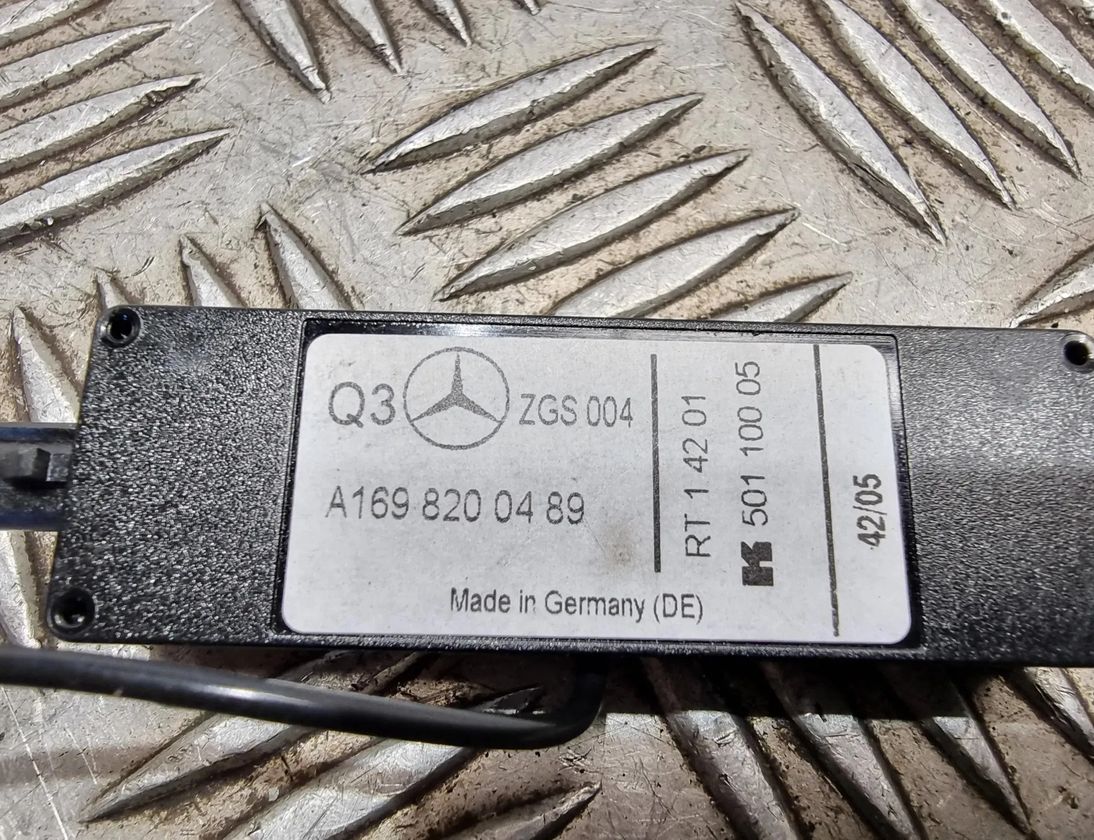 Q3 ZGS 004
A169 820 04 89
Made in Germany (DE)
RT 1 42 01
K 501 100 05
42/05